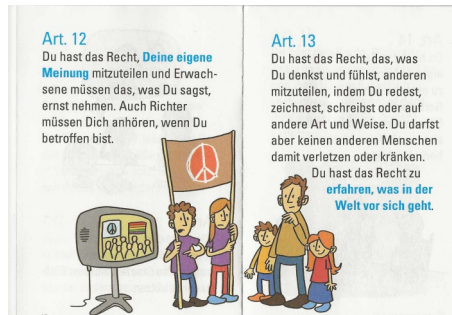 Art. 12
Du hast das Recht, Deine eigene
Meinung mitzuteilen und Erwach-
sene müssen das, was Du sagst,
ernst nehmen. Auch Richter
müssen Dich anhören, wenn Du
betroffen bist.
Art. 13
Du hast das Recht, das, was
Du denkst und fühlst, anderen
mitzuteilen, indem Du redest,
zeichnest, schreibst oder auf
andere Art und Weise. Du darfst
aber keinen anderen Menschen
damit verletzen oder kränken.
Du hast das Recht zu
erfahren, was in der
Welt vor sich geht.